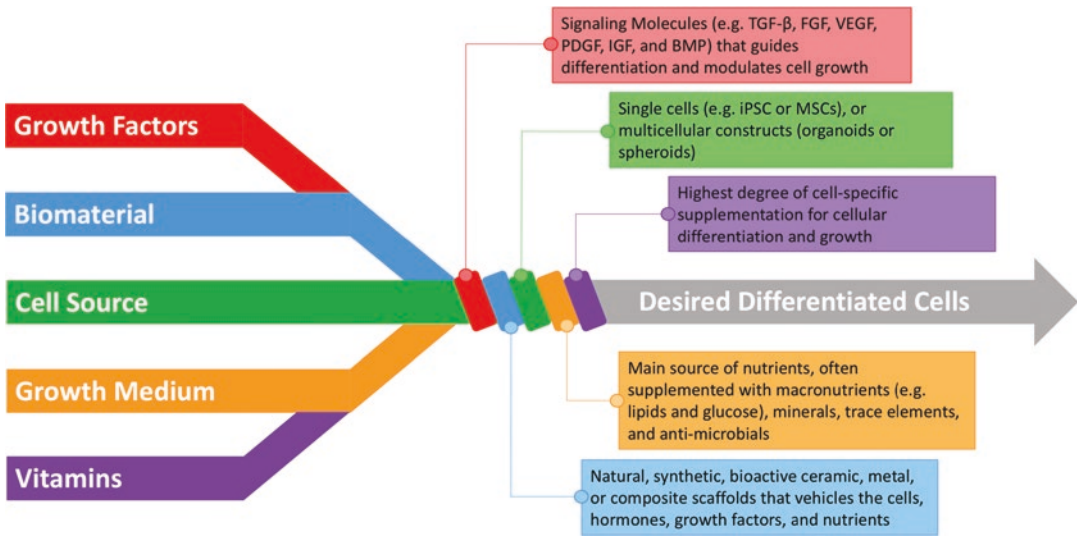 Growth Factors
Biomaterial
Cell Source
Growth Medium
Vitamins
Signaling Molecules (e.g. TGF-β, FGF, VEGF,
PDGF, IGF, and BMP) that guides
differentiation and modulates cell growth
Single cells (e.g. iPSC or MSCs), or
multicellular constructs (organoids or
spheroids)
Highest degree of cell-specific
supplementation for cellular
differentiation and growth
Desired Differentiated Cells
Main source of nutrients, often
supplemented with macronutrients (e.g.
lipids and glucose), minerals, trace elements,
and anti-microbials
Natural, synthetic, bioactive ceramic, metal,
or composite scaffolds that vehicles the cells,
hormones, growth factors, and nutrients